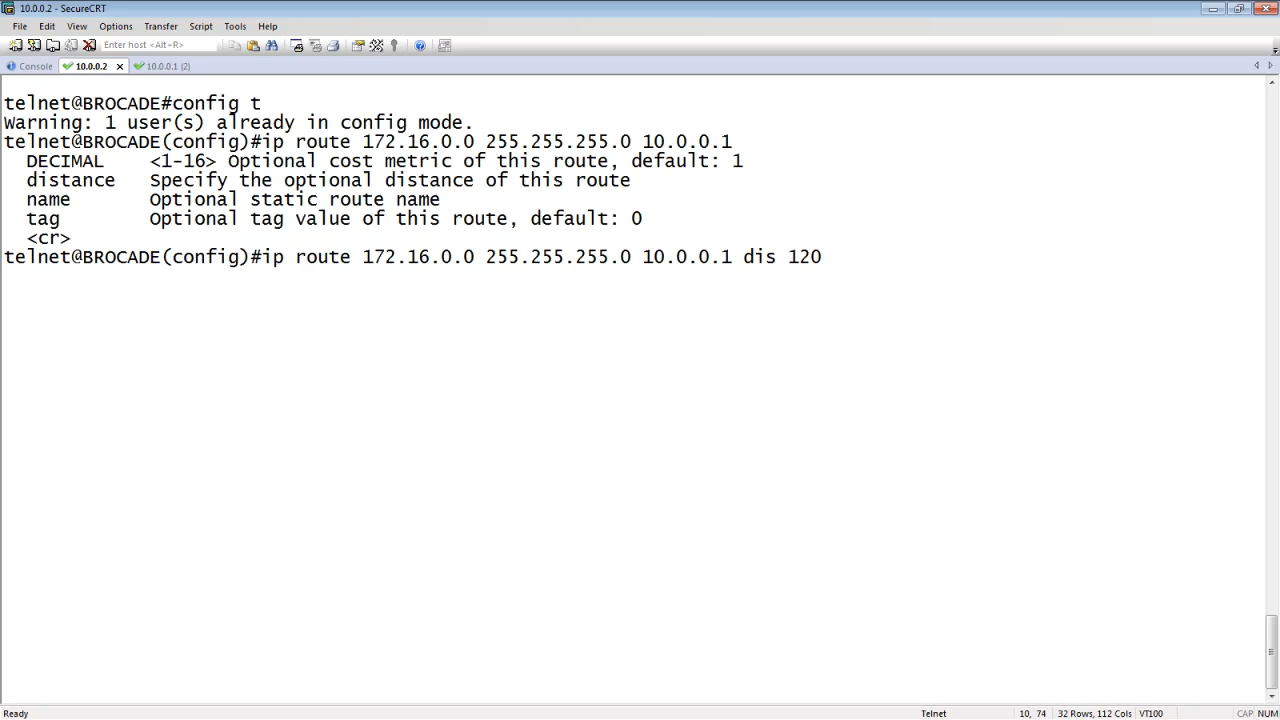 10.0.0.2 - SecureCRT
File Edit View Options Transfer Script Tools Help
Enter host <Alt+R>
Console 10.0.0.2 10.0.0.1 (2)
telnet@BROCADE#config t
Warning: 1 user(s) already in config mode.
telnet@BROCADE(config)#ip route 172.16.0.0 255.255.255.0 10.0.0.1
DECIMAL <1-16> Optional cost metric of this route, default: 1
distance Specify the optional distance of this route
name Optional static route name
tag Optional tag value of this route, default: 0
<cr>
telnet@BROCADE(config)#ip route 172.16.0.0 255.255.255.0 10.0.0.1 dis 120
Ready Telnet 10, 74 32 Rows, 112 Cols VT100 CAP NUM